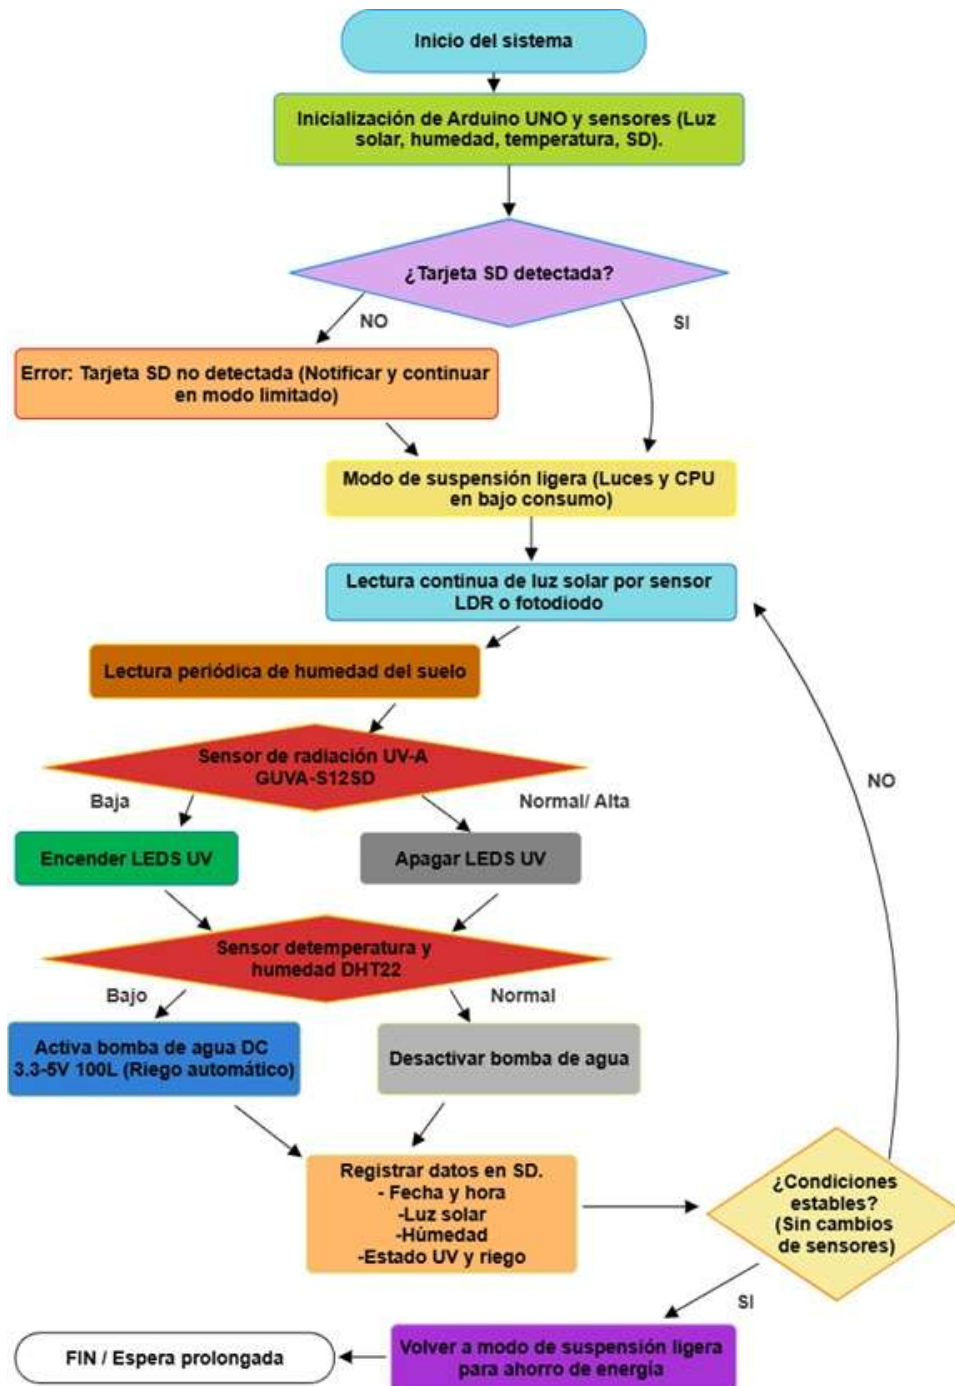 Inicio del sistema
Inicialización de Arduino UNO y sensores (Luz
solar, humedad, temperatura, SD).
¿Tarjeta SD detectada?
NO
SI
Error: Tarjeta SD no detectada (Notificar y continuar
en modo limitado)
Modo de suspensión ligera (Luces y CPU
en bajo consumo)
Lectura continua de luz solar por sensor
LDR o fotodiodo
Lectura periódica de humedad del suelo
Sensor de radiación UV-A
GUVA-S12SD
Baja
Normal/ Alta
NO
Encender LEDS UV
Apagar LEDS UV
Sensor detemperatura y
humedad DHT22
Bajo
Normal
Activa bomba de agua DC
3.3-5V 100L (Riego automático)
Desactivar bomba de agua
Registrar datos en SD.
- Fecha y hora
-Luz solar
-Húmedad
-Estado UV y riego
¿Condiciones
estables?
(Sin cambios
de sensores)
SI
Volver a modo de suspensión ligera
para ahorro de energía
FIN / Espera prolongada